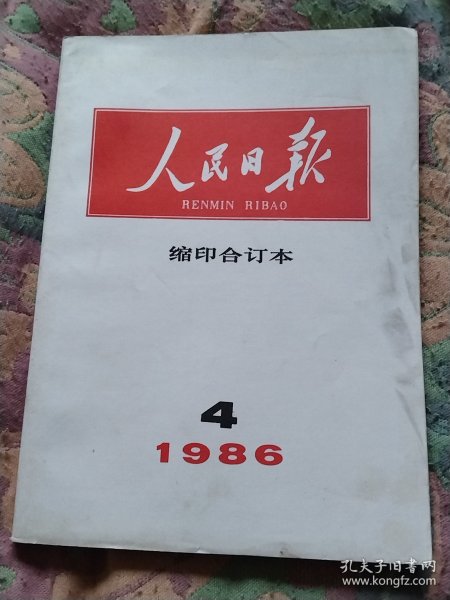 人民日报
RENMIN RIBAO
缩印合订本
4
1986
孔夫子旧书网
www.kongfz.com